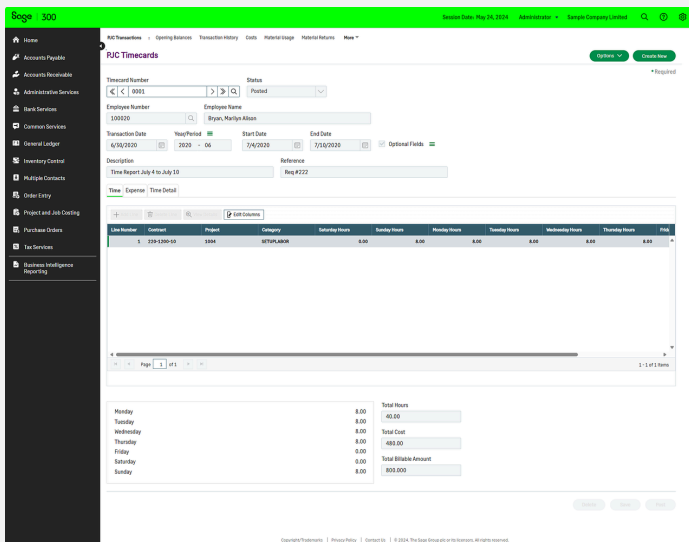 Sage 300
Session Date: May 24, 2024 Administrator Sample Company Limited
Home
Accounts Payable
Accounts Receivable
Administrative Services
Bank Services
Common Services
General Ledger
Inventory Control
Multiple Contacts
Order Entry
Project and Job Costing
Purchase Orders
Tax Services
Business Intelligence
Reporting
PJC Transactions : Opening Balances Transaction History Costs Material Usage Material Returns More
PJC Timecards
Options Create New
* Required
Timecard Number Status
0001 Posted
Employee Number Employee Name
100020 Bryan, Marilyn Alison
Transaction Date Year/Period Start Date End Date
6/30/2020 2020 - 06 7/4/2020 7/10/2020 Optional Fields
Description Reference
Time Report July 4 to July 10 Req #222
Time Expense Time Detail
Edit Columns
Line Number Contract Project Category Saturday Hours Sunday Hours Monday Hours Tuesday Hours Wednesday Hours Thursday Hours Frida
1 220-1200-10 1004 SETUPLABOR 0.00 8.00 8.00 8.00 8.00 8.00
Page 1 of 1
1 - 1 of 1 items
Monday 8.00
Tuesday 8.00
Wednesday 8.00
Thursday 8.00
Friday 0.00
Saturday 0.00
Sunday 8.00
Total Hours
40.00
Total Cost
480.00
Total Billable Amount
800.000
Post
Copyright/Trademarks | Privacy Policy | Contact Us | © 2024. The Sage Group plc or its licensors. All rights reserved.